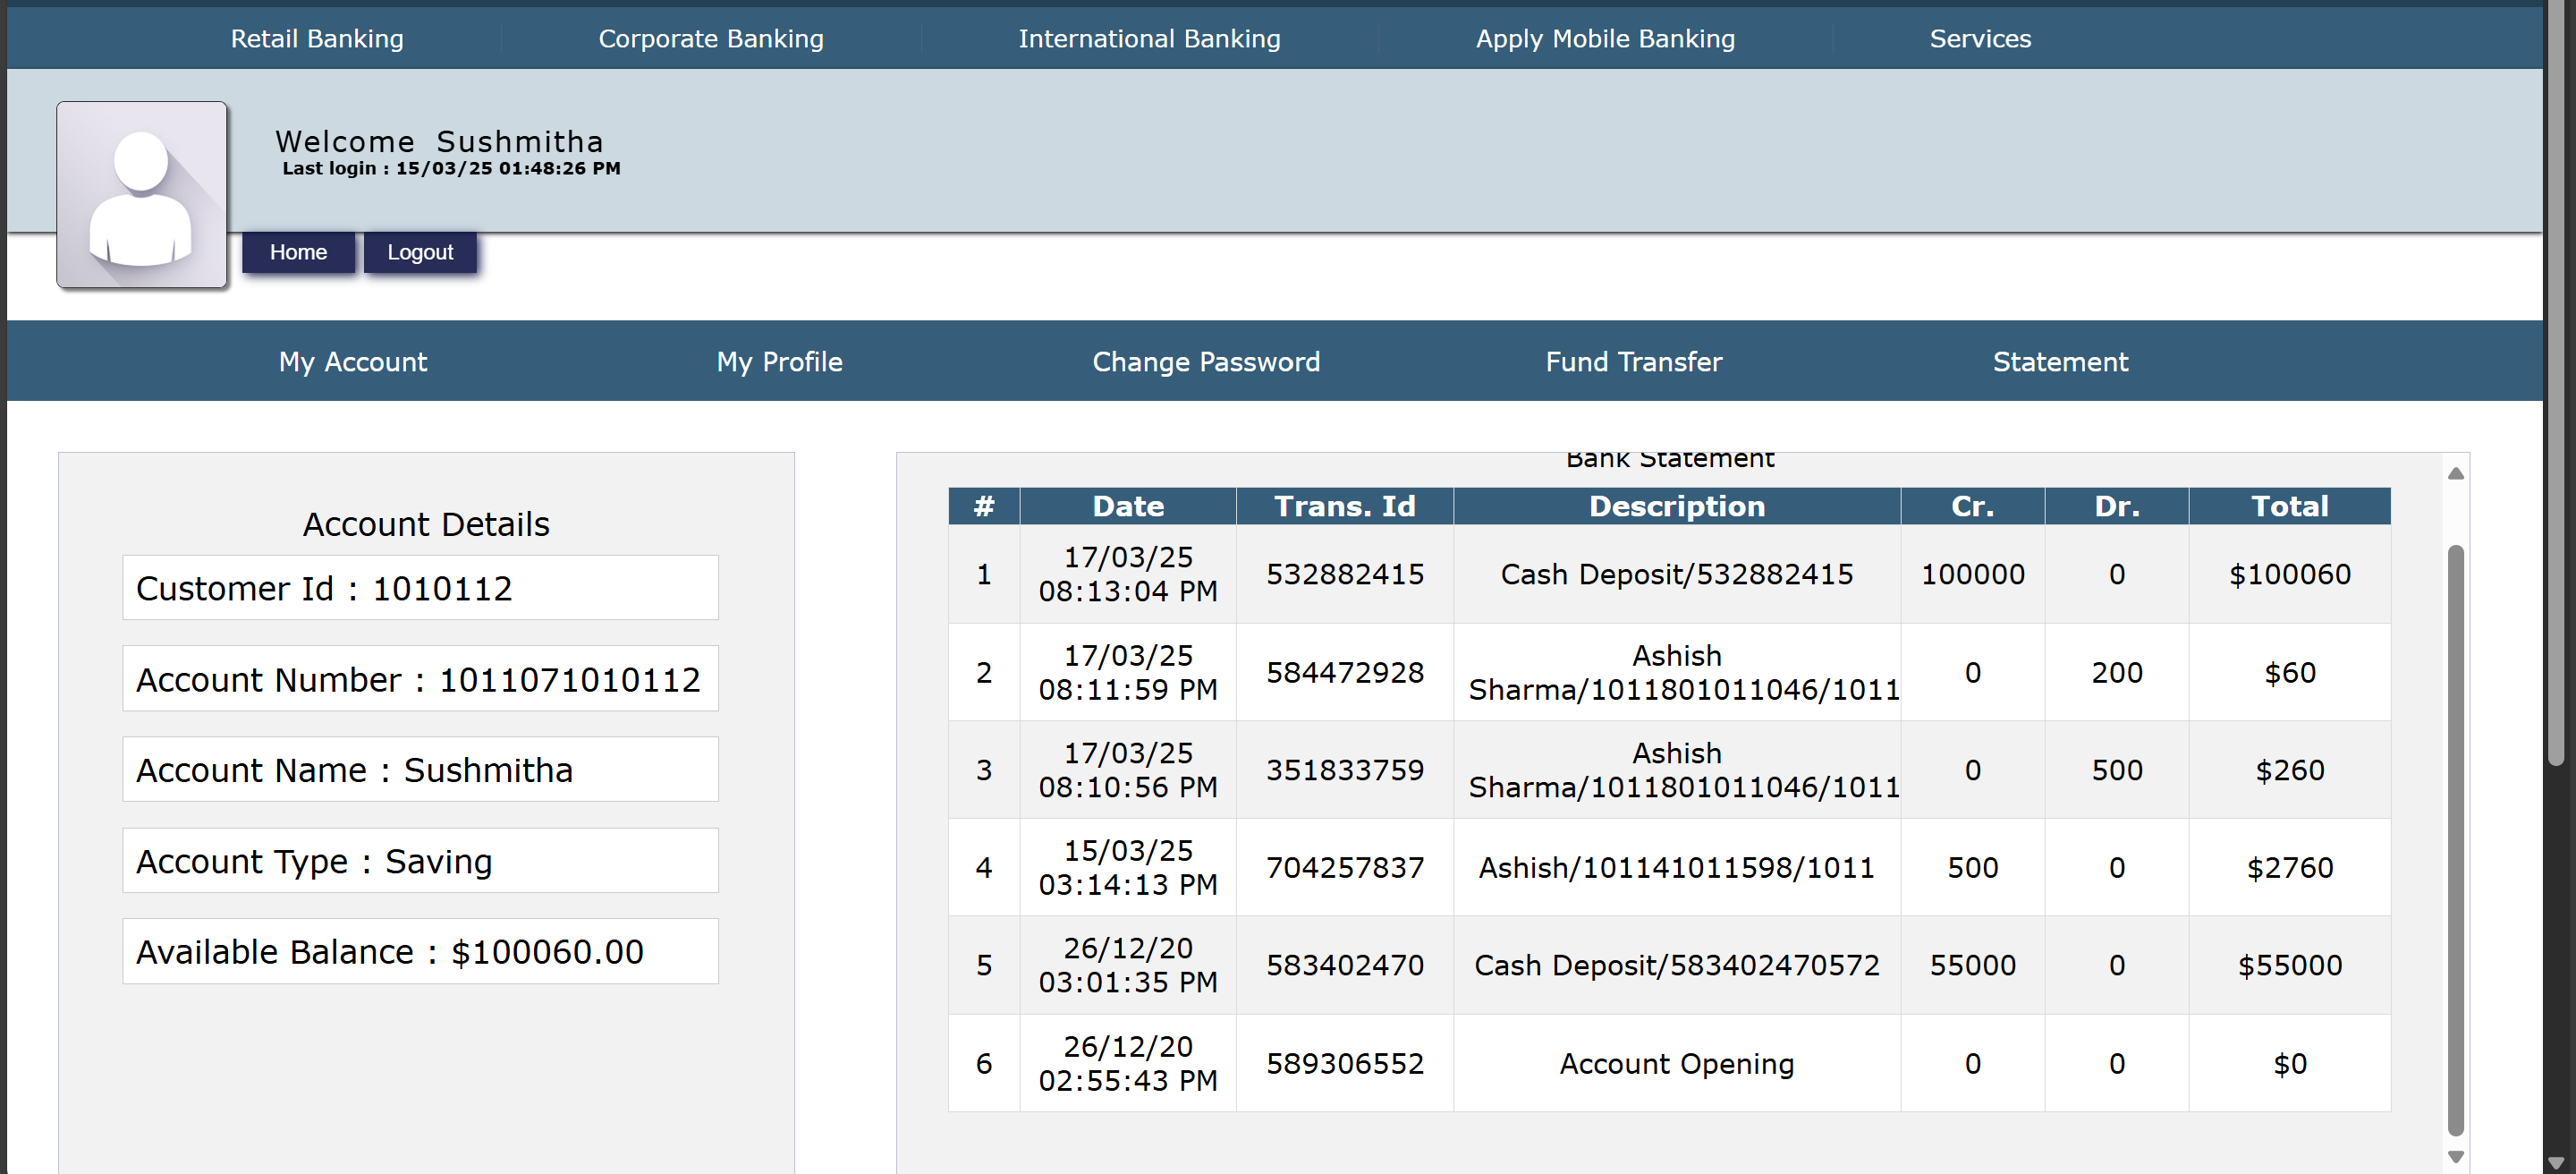 Retail Banking Corporate Banking International Banking Apply Mobile Banking Services
Welcome Sushmitha
Last login : 15/03/25 01:48:26 PM
Home Logout
My Account My Profile Change Password Fund Transfer Statement
Account Details
Customer Id : 1010112
Account Number : 1011071010112
Account Name : Sushmitha
Account Type : Saving
Available Balance : $100060.00
Bank Statement
# Date Trans. Id Description Cr. Dr. Total
1 17/03/25 08:13:04 PM 532882415 Cash Deposit/532882415 100000 0 $100060
2 17/03/25 08:11:59 PM 584472928 Ashish Sharma/1011801011046/1011 0 200 $60
3 17/03/25 08:10:56 PM 351833759 Ashish Sharma/1011801011046/1011 0 500 $260
4 15/03/25 03:14:13 PM 704257837 Ashish/101141011598/1011 500 0 $2760
5 26/12/20 03:01:35 PM 583402470 Cash Deposit/583402470572 55000 0 $55000
6 26/12/20 02:55:43 PM 589306552 Account Opening 0 0 $0